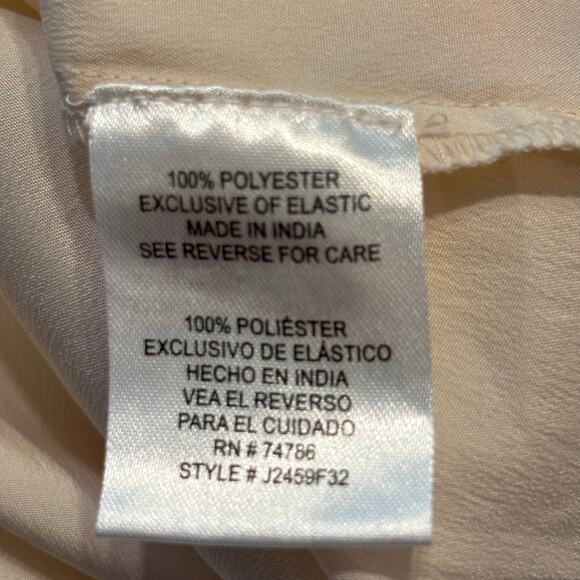 100% POLYESTER
EXCLUSIVE OF ELASTIC
MADE IN INDIA
SEE REVERSE FOR CARE
100% POLIÉSTER
EXCLUSIVO DE ELÁSTICO
HECHO EN INDIA
VEA EL REVERSO
PARA EL CUIDADO
RN # 74786
STYLE # J2459F32